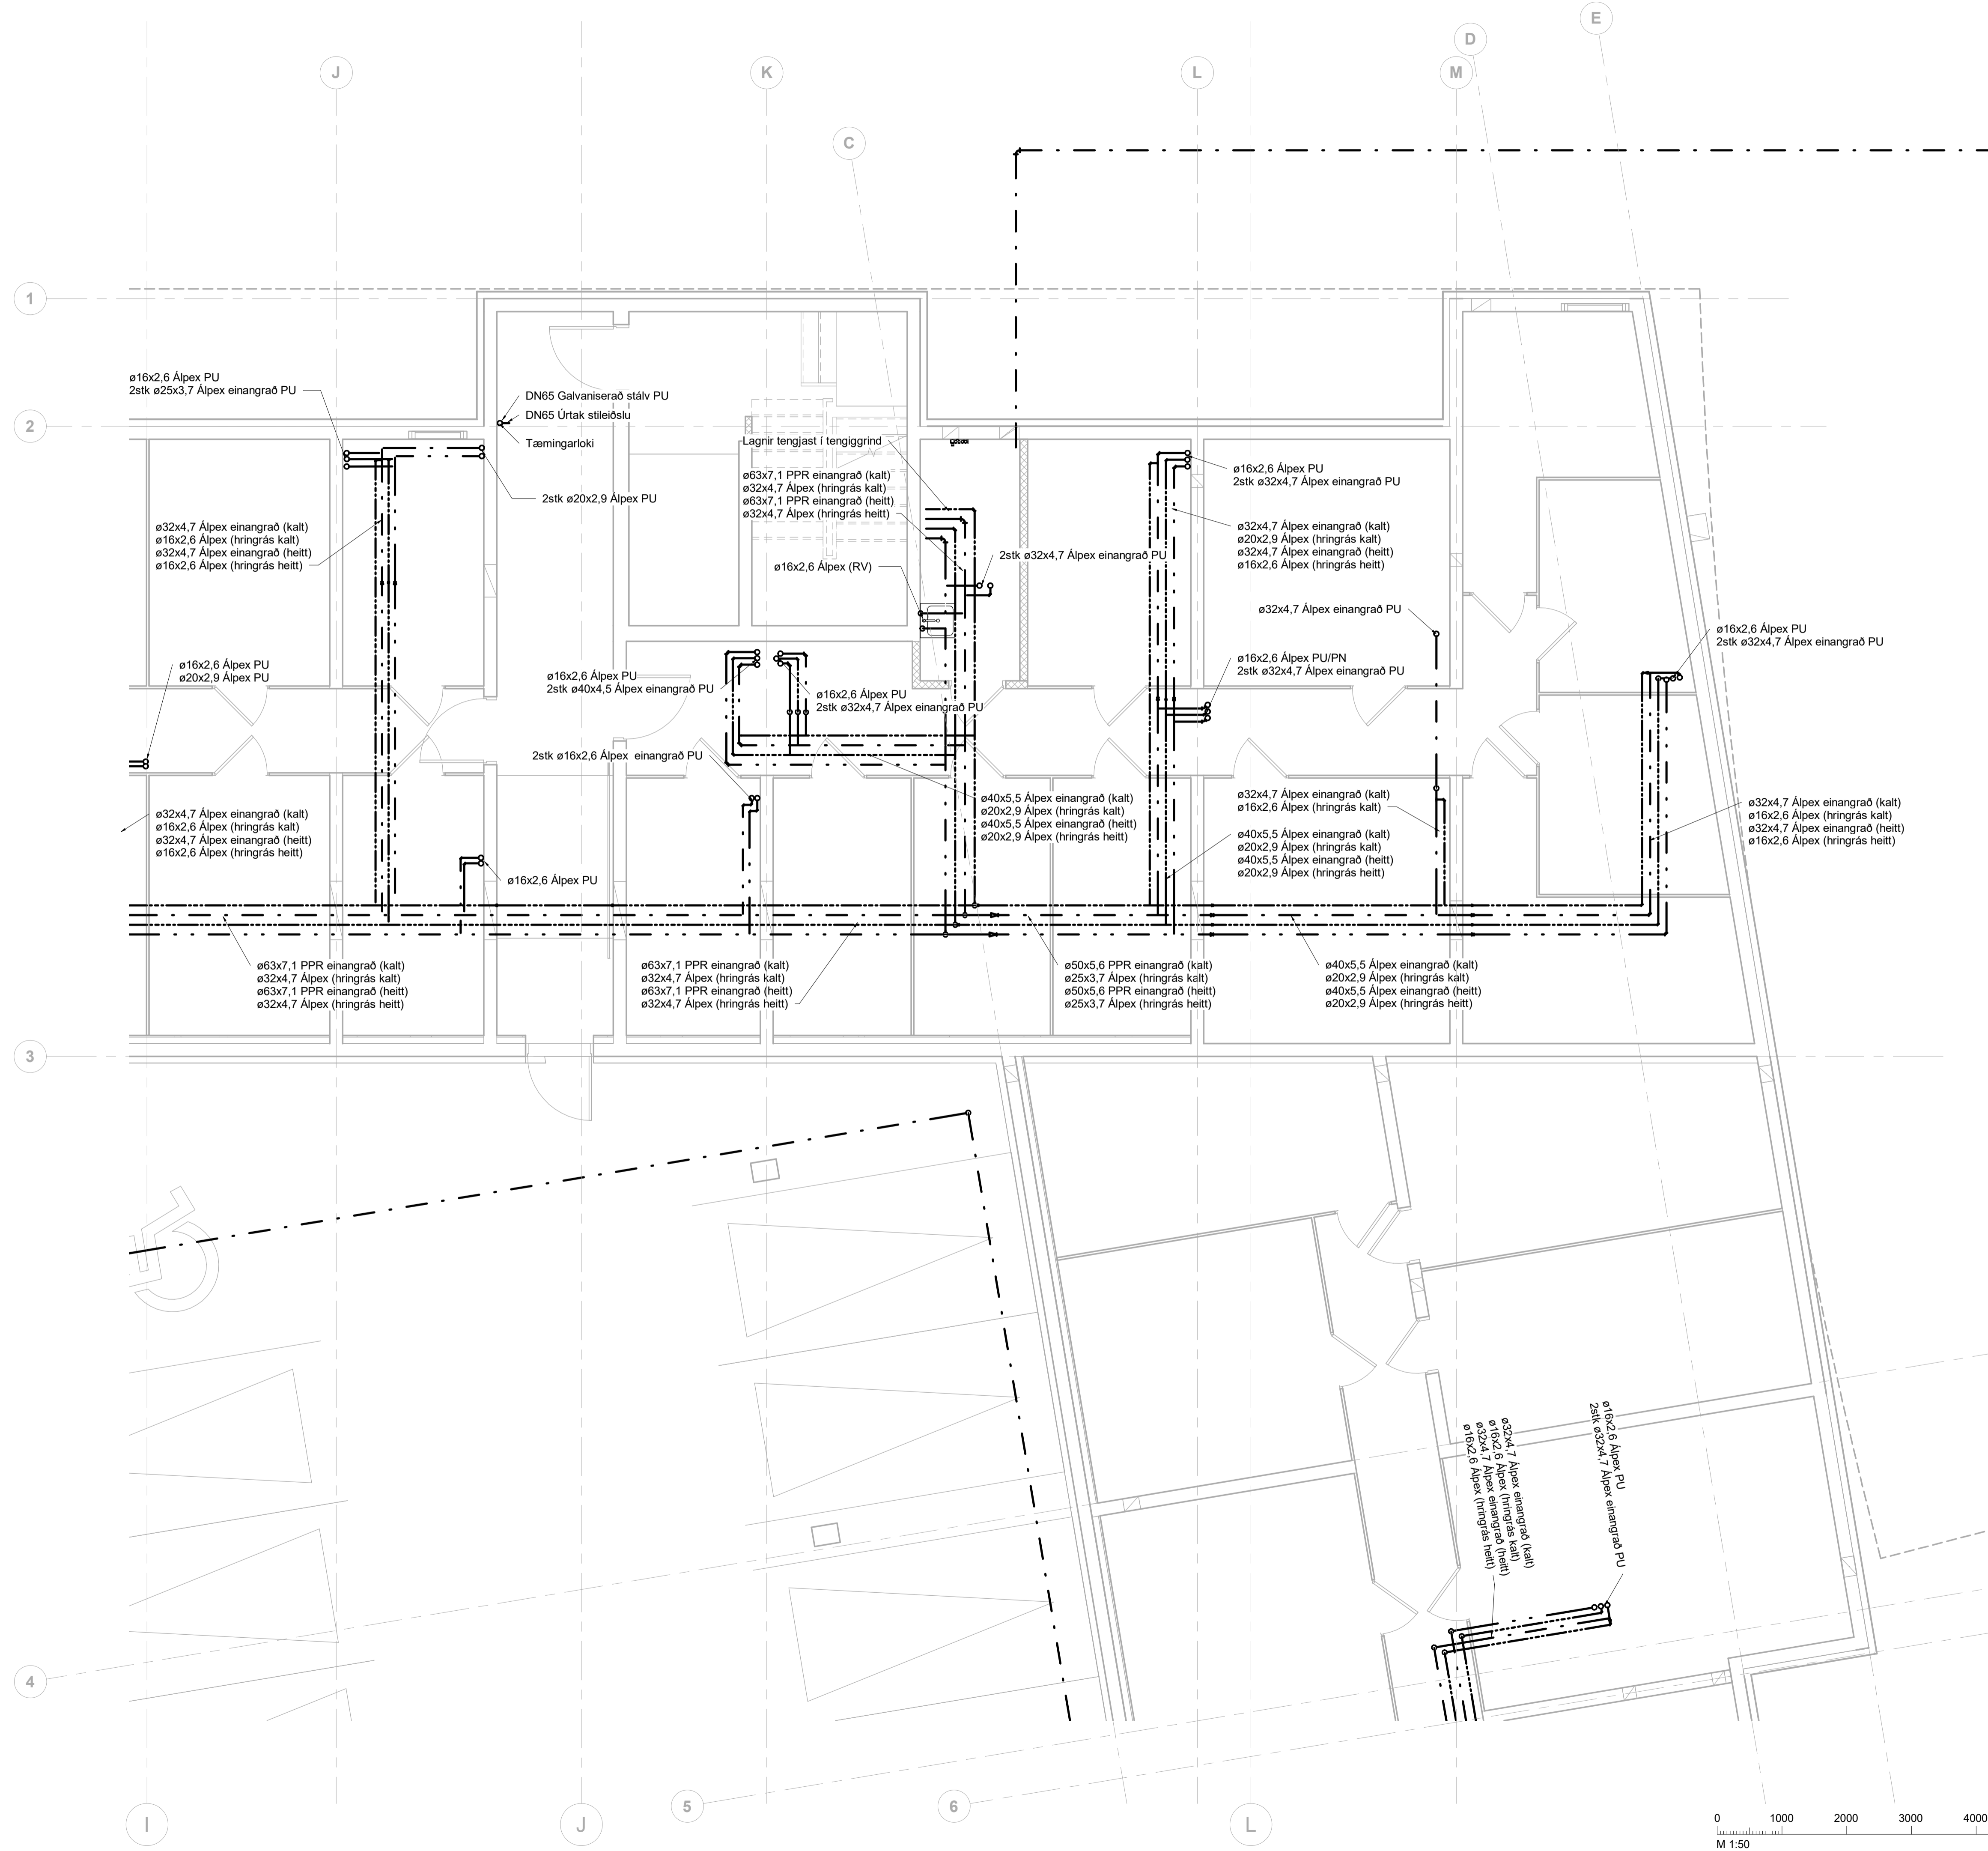 E
D
J
K
L
M
C
1
ø16x2,6 Álpex PU
2stk ø25x3,7 Álpex einangrað PU
DN65 Galvaniserað stálv PU
DN65 Úrtak stileiðslu
Tæmingarloki
2
Lagnir tengjast í tengiggrind
ø63x7,1 PPR einangrað (kalt)
ø32x4,7 Álpex (hringrás kalt)
ø63x7,1 PPR einangrað (heitt)
ø32x4,7 Álpex (hringrás heitt)
ø16x2,6 Álpex PU
2stk ø32x4,7 Álpex einangrað PU
2stk ø20x2,9 Álpex PU
ø32x4,7 Álpex einangrað (kalt)
ø16x2,6 Álpex (hringrás kalt)
ø32x4,7 Álpex einangrað (heitt)
ø16x2,6 Álpex (hringrás heitt)
ø32x4,7 Álpex einangrað (kalt)
ø20x2,9 Álpex (hringrás kalt)
ø32x4,7 Álpex einangrað (heitt)
ø16x2,6 Álpex (hringrás heitt)
2stk ø32x4,7 Álpex einangrað PU
ø16x2,6 Álpex (RV)
ø32x4,7 Álpex einangrað PU
ø16x2,6 Álpex PU
2stk ø32x4,7 Álpex einangrað PU
ø16x2,6 Álpex PU
ø20x2,9 Álpex PU
ø16x2,6 Álpex PU
2stk ø40x4,5 Álpex einangrað PU
ø16x2,6 Álpex PU
2stk ø32x4,7 Álpex einangrað PU
ø16x2,6 Álpex PU/PN
2stk ø32x4,7 Álpex einangrað PU
2stk ø16x2,6 Álpex einangrað PU
ø40x5,5 Álpex einangrað (kalt)
ø20x2,9 Álpex (hringrás kalt)
ø40x5,5 Álpex einangrað (heitt)
ø20x2,9 Álpex (hringrás heitt)
ø32x4,7 Álpex einangrað (kalt)
ø16x2,6 Álpex (hringrás kalt)
ø40x5,5 Álpex einangrað (kalt)
ø20x2,9 Álpex (hringrás kalt)
ø40x5,5 Álpex einangrað (heitt)
ø20x2,9 Álpex (hringrás heitt)
ø32x4,7 Álpex einangrað (kalt)
ø16x2,6 Álpex (hringrás kalt)
ø32x4,7 Álpex einangrað (heitt)
ø16x2,6 Álpex (hringrás heitt)
ø32x4,7 Álpex einangrað (kalt)
ø16x2,6 Álpex (hringrás kalt)
ø32x4,7 Álpex einangrað (heitt)
ø16x2,6 Álpex (hringrás heitt)
ø16x2,6 Álpex PU
ø63x7,1 PPR einangrað (kalt)
ø32x4,7 Álpex (hringrás kalt)
ø63x7,1 PPR einangrað (heitt)
ø32x4,7 Álpex (hringrás heitt)
ø63x7,1 PPR einangrað (kalt)
ø32x4,7 Álpex (hringrás kalt)
ø63x7,1 PPR einangrað (heitt)
ø32x4,7 Álpex (hringrás heitt)
ø50x5,6 PPR einangrað (kalt)
ø25x3,7 Álpex (hringrás kalt)
ø50x5,6 PPR einangrað (heitt)
ø25x3,7 Álpex (hringrás heitt)
ø40x5,5 Álpex einangrað (kalt)
ø20x2,9 Álpex (hringrás kalt)
ø40x5,5 Álpex einangrað (heitt)
ø20x2,9 Álpex (hringrás heitt)
3
ø16x2,6 Álpex PU
2stk ø32x4,7 Álpex einangrað PU
ø32x4,7 Álpex einangrað (kalt)
ø16x2,6 Álpex (hringrás kalt)
ø32x4,7 Álpex einangrað (heitt)
ø16x2,6 Álpex (hringrás heitt)
4
5
6
I
J
L
0 1000 2000 3000 4000
M 1:50